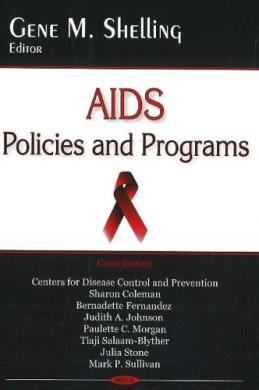 GENE M. SHELLING
EDITOR
AIDS
Policies and Programs
Contributors
Centers for Disease Control and Prevention
Sharon Coleman
Bernadette Fernandez
Judith A. Johnson
Paulette C. Morgan
Tiaji Salaam-Blyther
Julia Stone
Mark P. Sullivan
NOVA